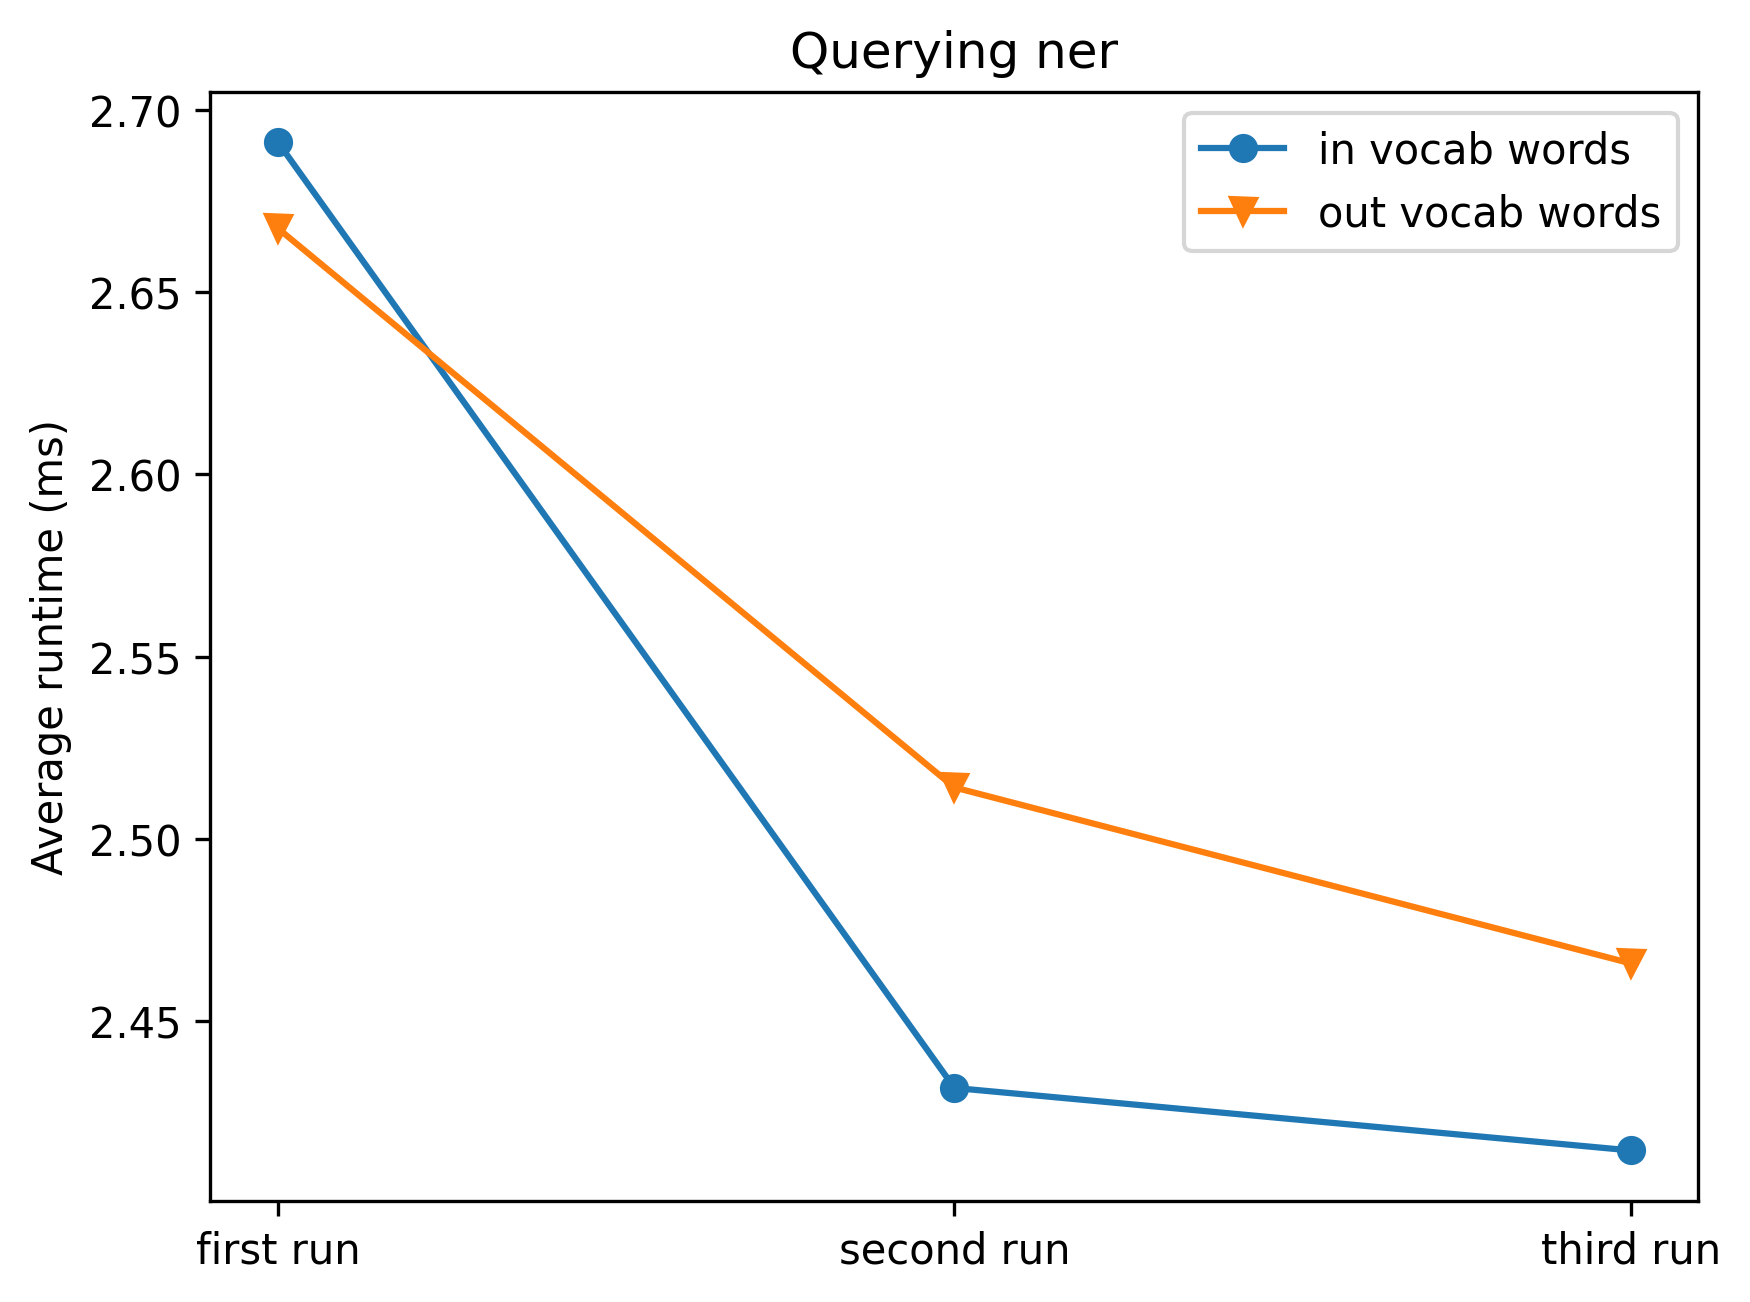 Querying ner
2.70
2.65
2.60
2.55
2.50
2.45
Average runtime (ms)
in vocab words
out vocab words
first run
second run
third run